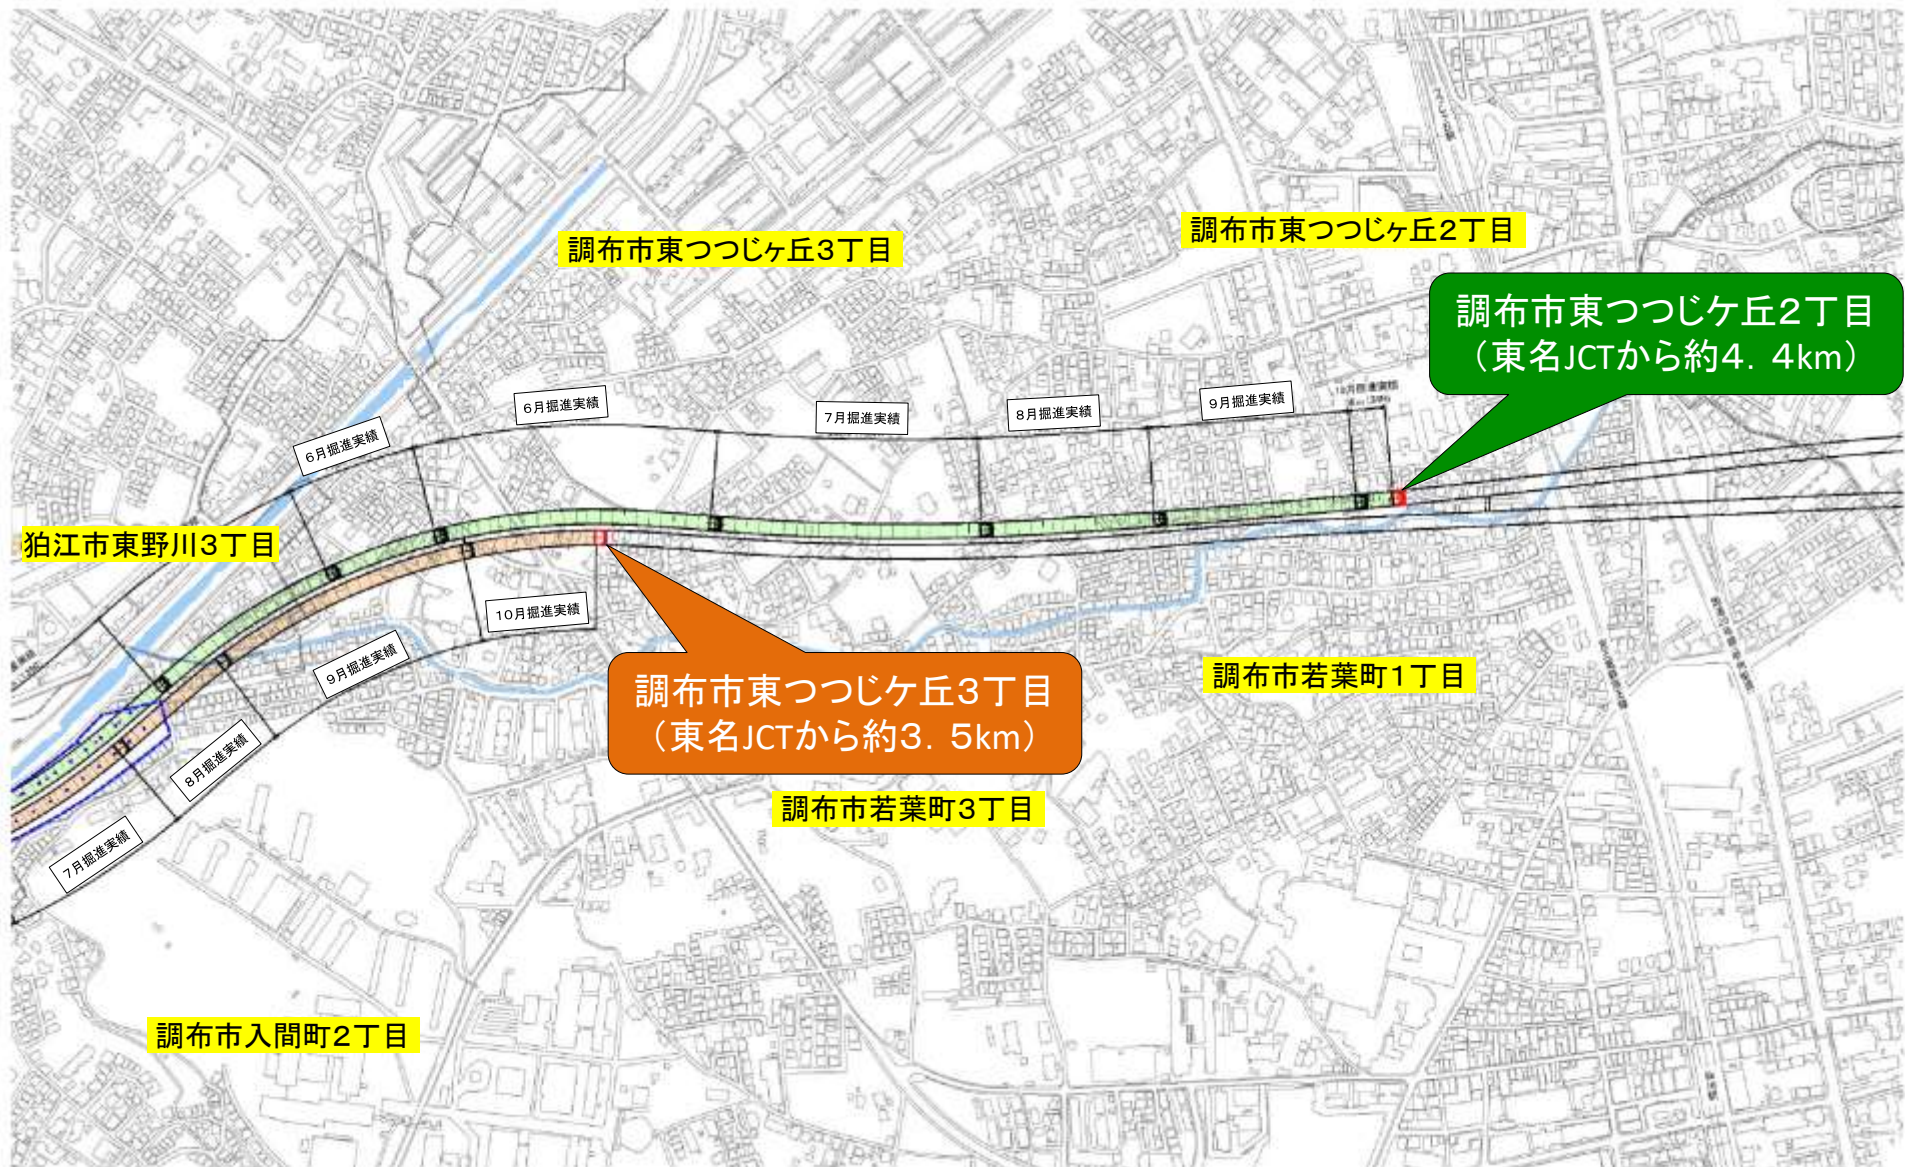 調布市東つつじヶ丘3丁目
調布市東つつじヶ丘2丁目
調布市東つつじケ丘2丁目
（東名JCTから約4. 4km）
6月掘進実績
6月掘進実績
7月掘進実績
8月掘進実績
9月掘進実績
10月掘進実績
狛江市東野川3丁目
10月掘進実績
9月掘進実績
8月掘進実績
7月掘進実績
調布市東つつじケ丘3丁目
（東名JCTから約3. 5km）
調布市若葉町1丁目
調布市若葉町3丁目
調布市入間町2丁目